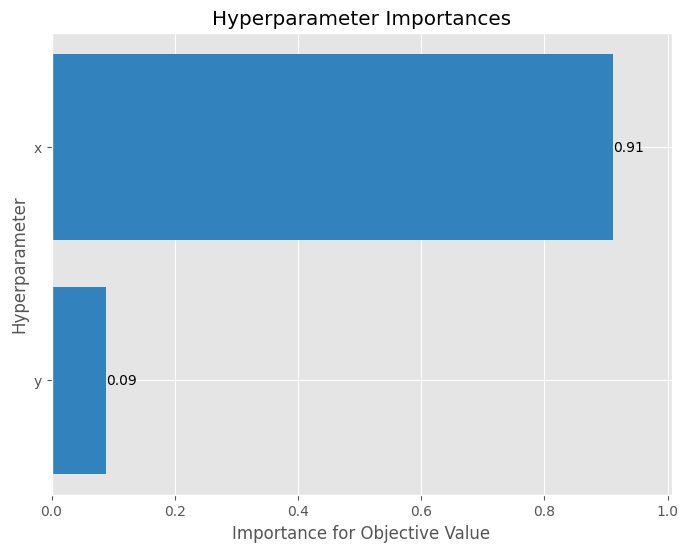 Hyperparameter Importances
Hyperparameter
x
0.91
y
0.09
0.0 0.2 0.4 0.6 0.8 1.0
Importance for Objective Value